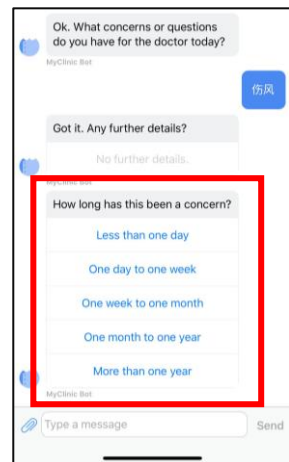 Ok. What concerns or questions
do you have for the doctor today?
MyClinic Bot
伤风
Got it. Any further details?
No further details.
MyClinic Bot
How long has this been a concern?
Less than one day
One day to one week
One week to one month
One month to one year
More than one year
MyClinic Bot
Type a message
Send